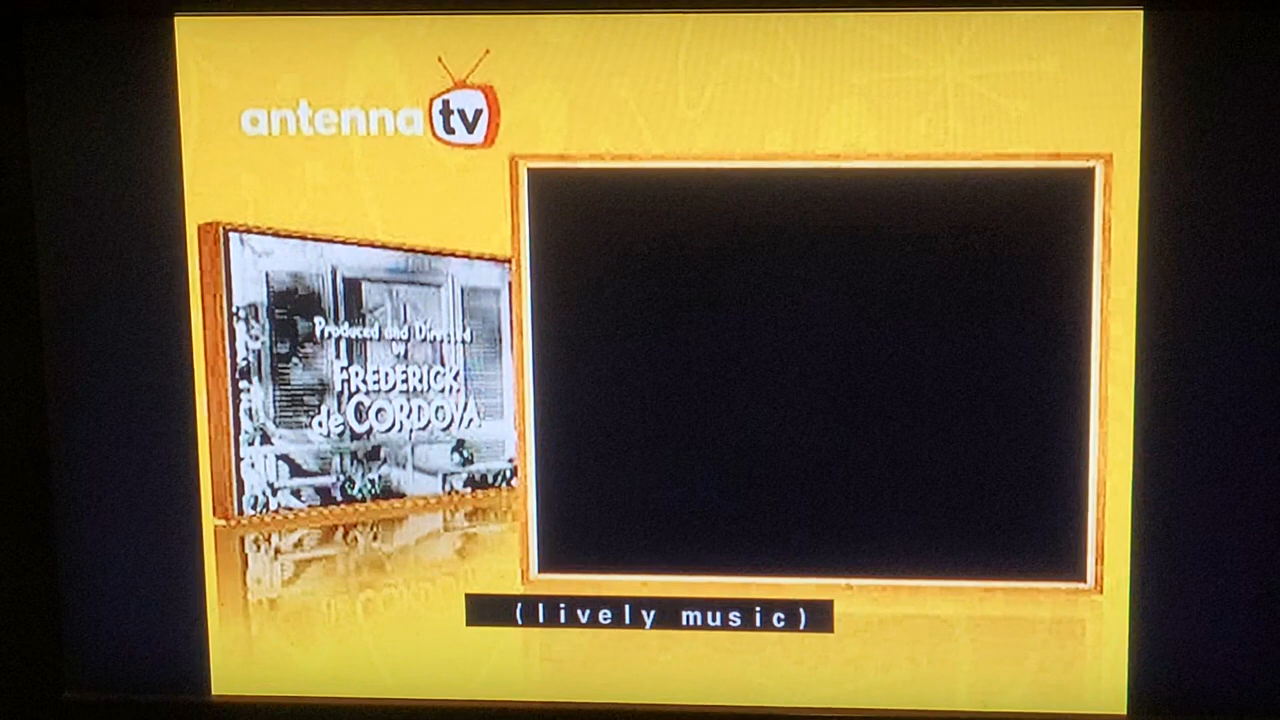 antenna tv
Produced and Directed
by
FREDERICK
de CORDOVA
(lively music)